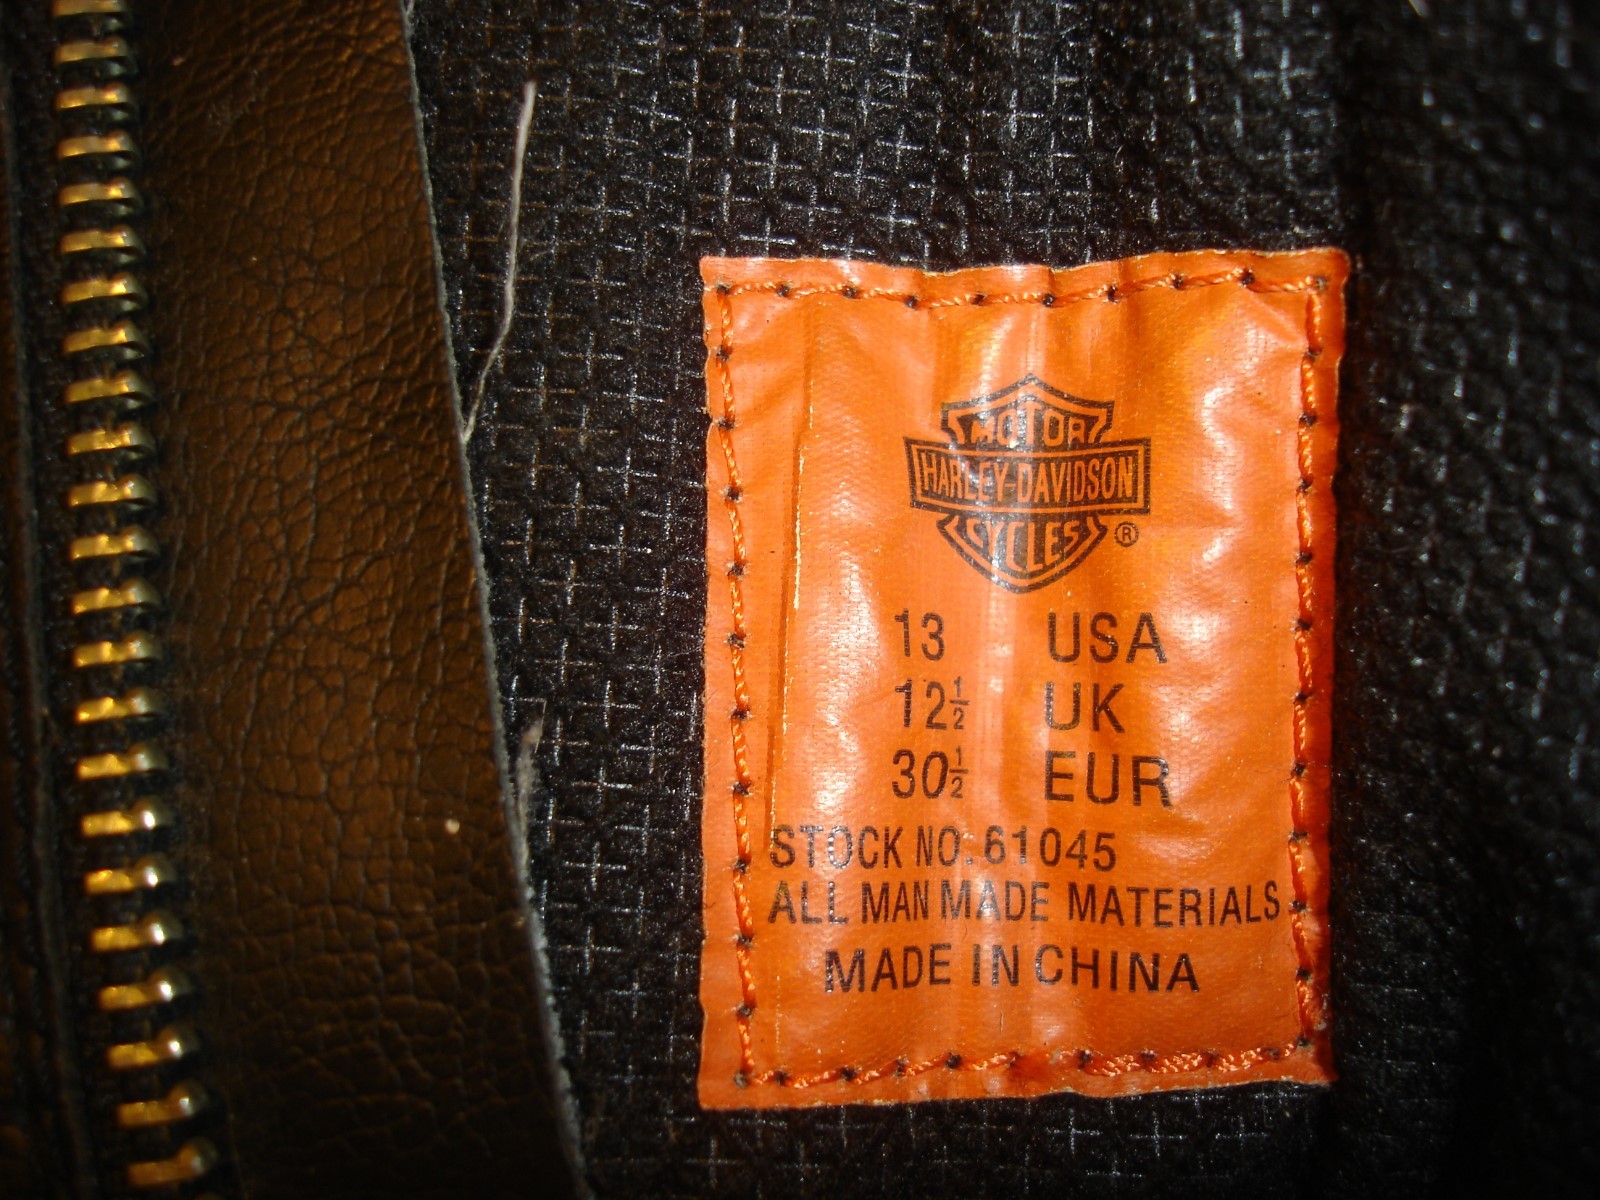 MOTOR
HARLEY-DAVIDSON
CYCLES ®
13 USA
12½ UK
30½ EUR
STOCK NO. 61045
ALL MAN MADE MATERIALS
MADE IN CHINA